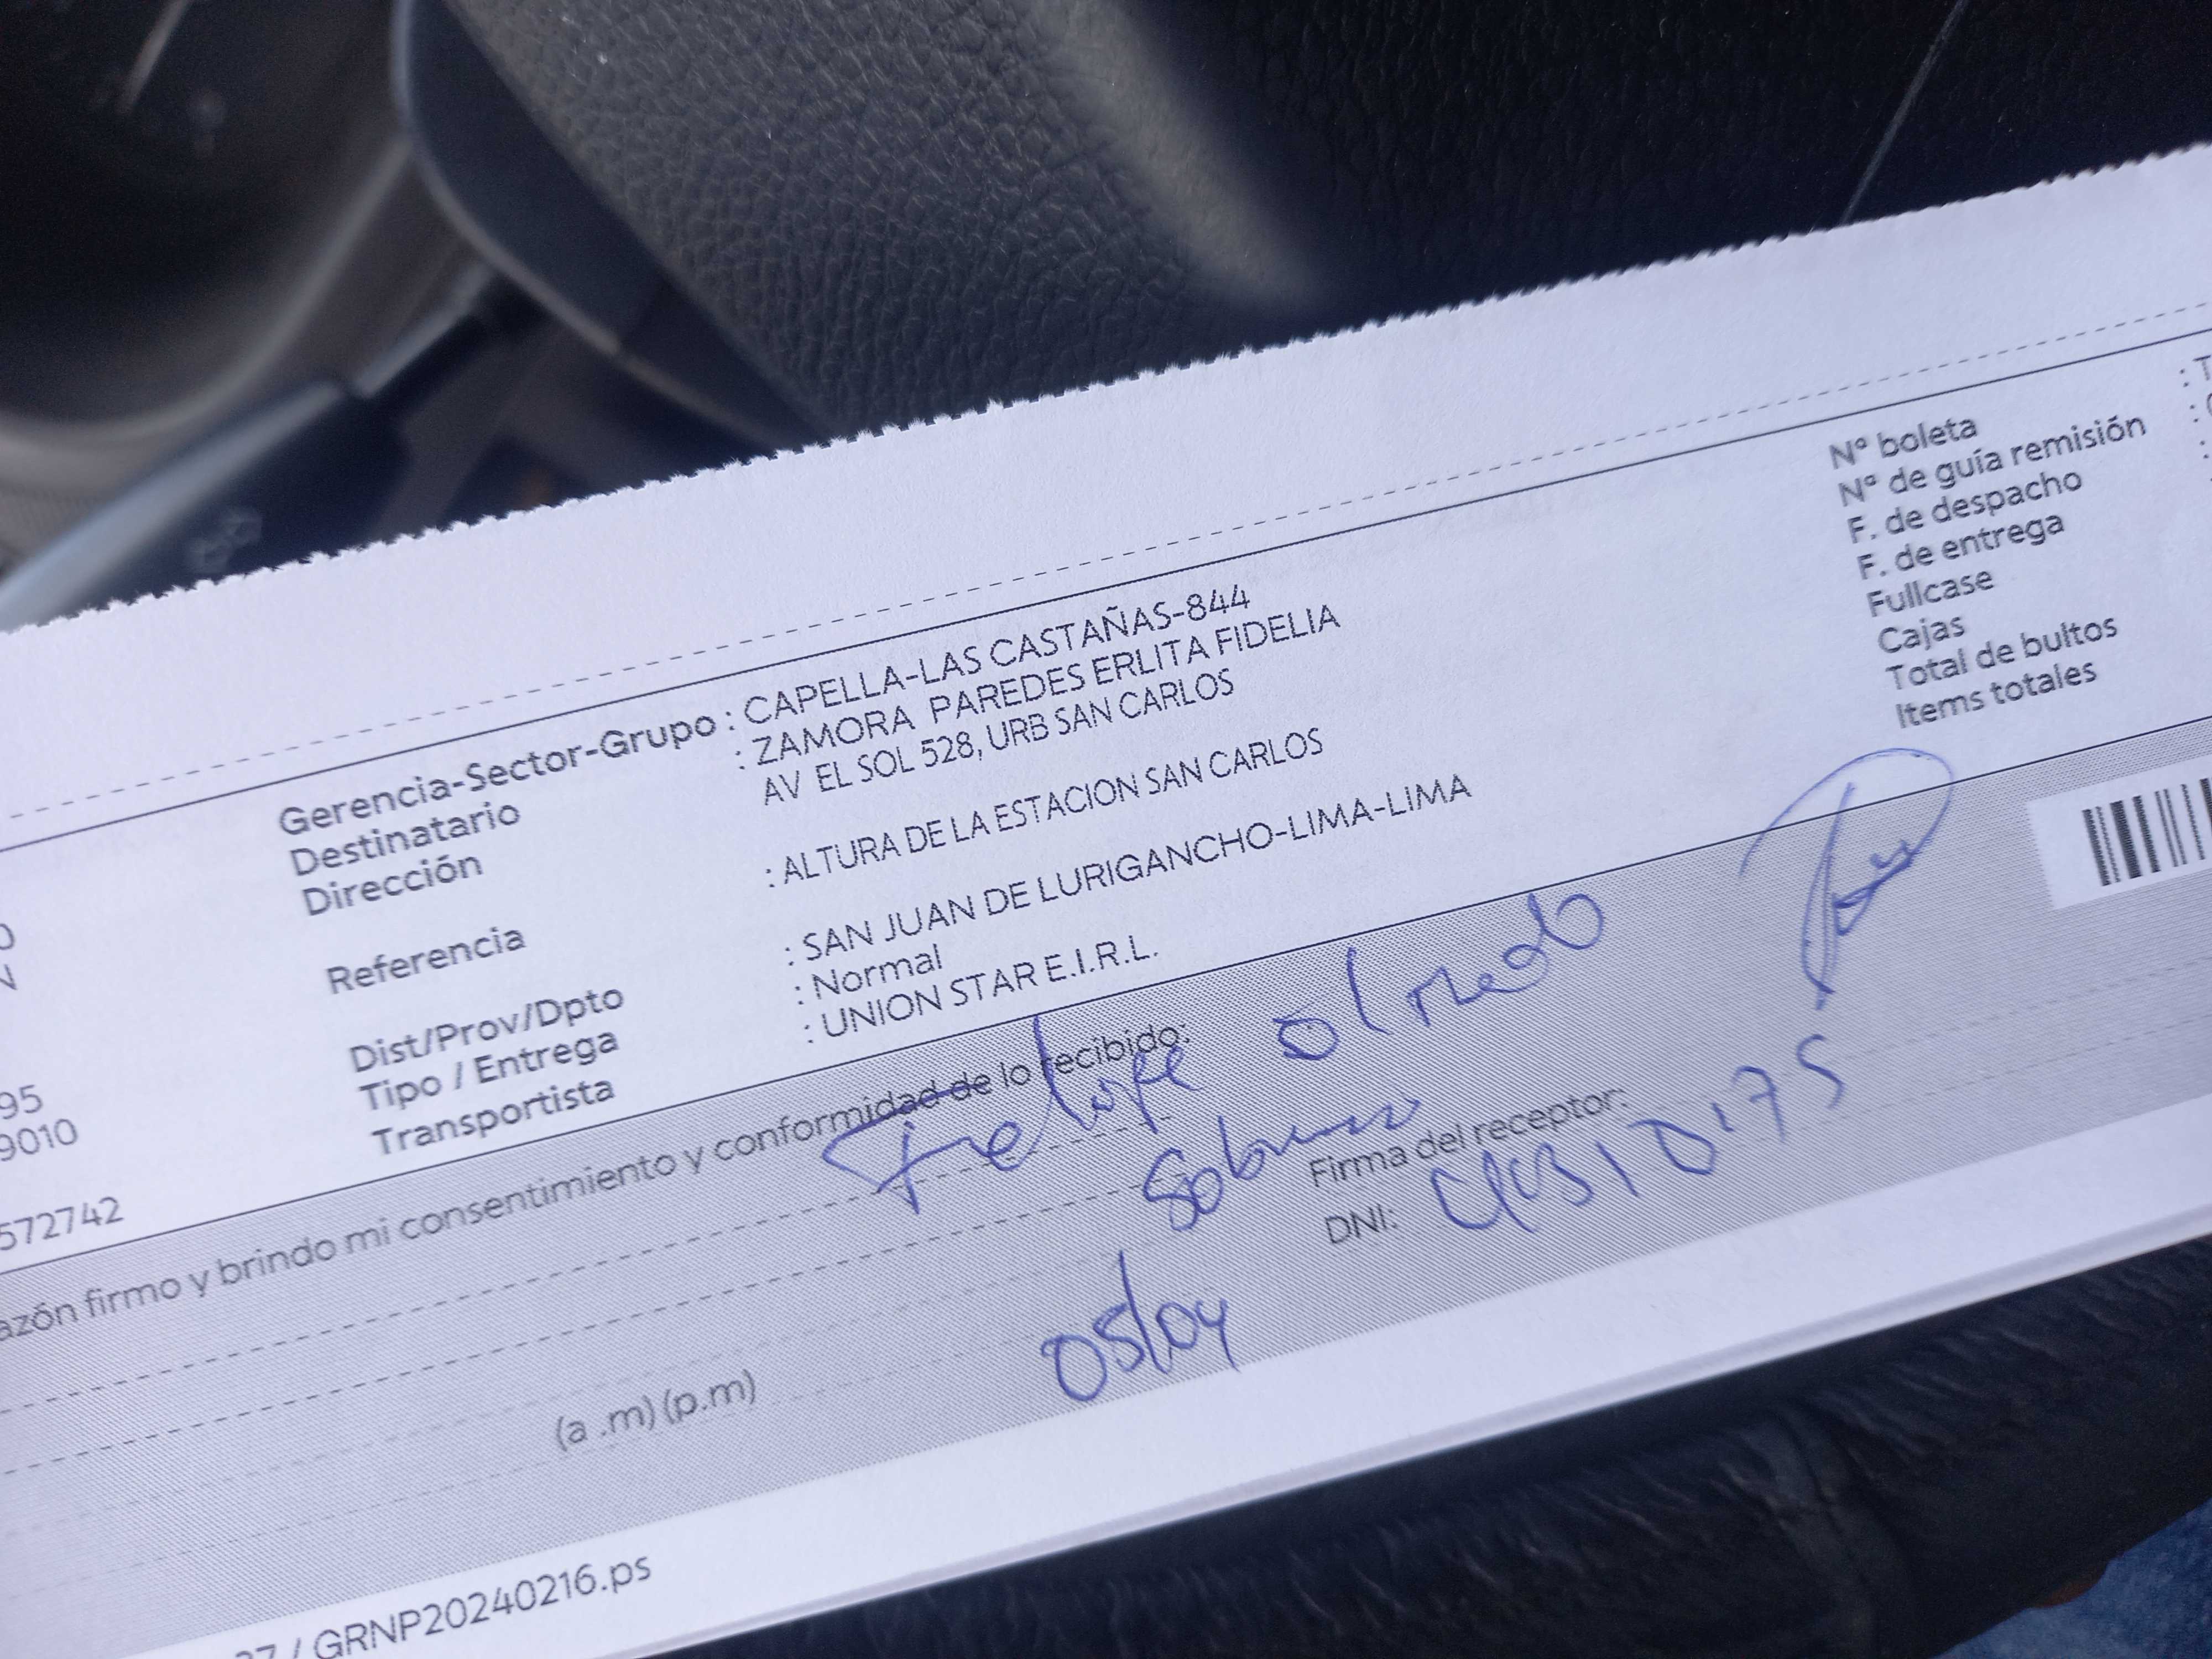 Gerencia-Sector-Grupo : CAPELLA-LAS CASTAÑAS-844
Destinatario : ZAMORA PAREDES ERLITA FIDELIA
Dirección AV EL SOL 528, URB SAN CARLOS
Referencia : ALTURA DE LA ESTACION SAN CARLOS
Dist/Prov/Dpto : SAN JUAN DE LURIGANCHO-LIMA-LIMA
Tipo / Entrega : Normal
Transportista : UNION STAR E.I.R.L.
95
9010
572742
Nº boleta
Nº de guía remisión
F. de despacho
F. de entrega
Fullcase
Cajas
Total de bultos
Items totales
azón firmo y brindo mi consentimiento y conformidad de lo recibido:
Felipe olmedo
Sobrino
Firma del receptor:
DNI:
05/04
(a .m) (p.m)
27 / GRNP20240216.ps